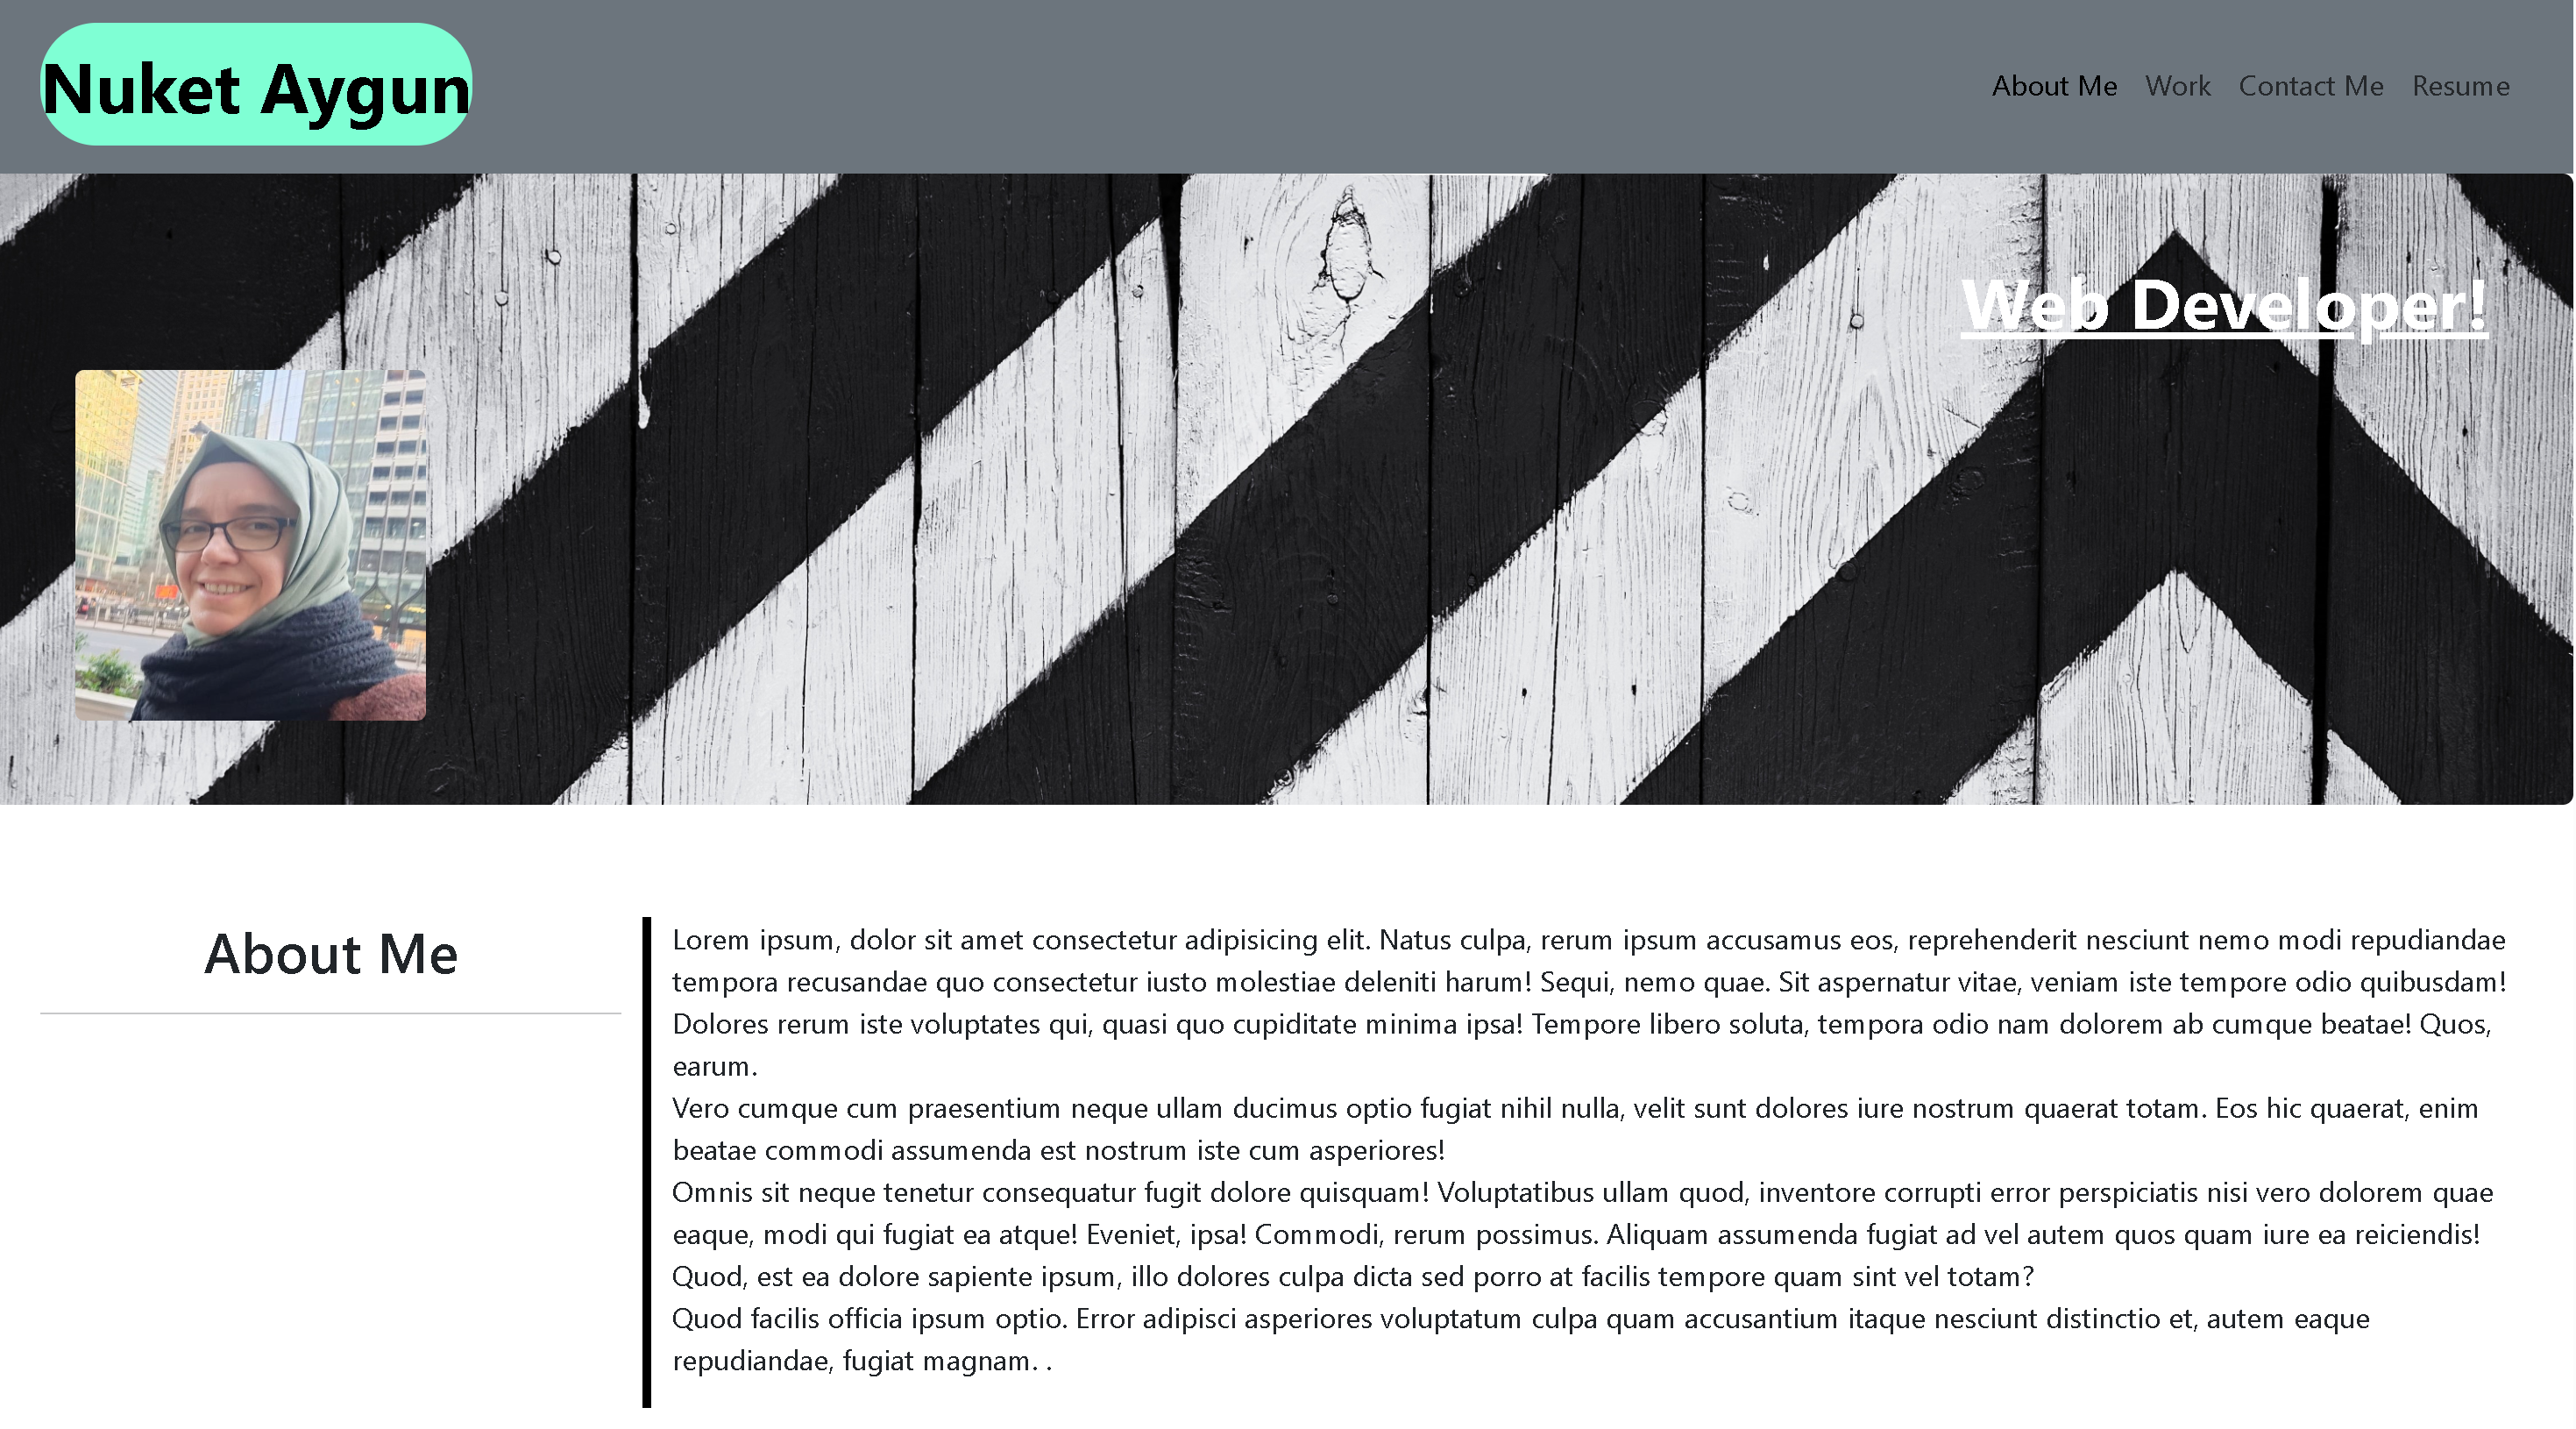 Nuket Aygun
About Me Work Contact Me Resume
Web Developer!
About Me
Lorem ipsum, dolor sit amet consectetur adipisicing elit. Natus culpa, rerum ipsum accusamus eos, reprehenderit nesciunt nemo modi repudiandae
tempora recusandae quo consectetur iusto molestiae deleniti harum! Sequi, nemo quae. Sit aspernatur vitae, veniam iste tempore odio quibusdam!
Dolores rerum iste voluptates qui, quasi quo cupiditate minima ipsa! Tempore libero soluta, tempora odio nam dolorem ab cumque beatae! Quos,
earum.
Vero cumque cum praesentium neque ullam ducimus optio fugiat nihil nulla, velit sunt dolores iure nostrum quaerat totam. Eos hic quaerat, enim
beatae commodi assumenda est nostrum iste cum asperiores!
Omnis sit neque tenetur consequatur fugit dolore quisquam! Voluptatibus ullam quod, inventore corrupti error perspiciatis nisi vero dolorem quae
eaque, modi qui fugiat ea atque! Eveniet, ipsa! Commodi, rerum possimus. Aliquam assumenda fugiat ad vel autem quos quam iure ea reiciendis!
Quod, est ea dolore sapiente ipsum, illo dolores culpa dicta sed porro at facilis tempore quam sint vel totam?
Quod facilis officia ipsum optio. Error adipisci asperiores voluptatum culpa quam accusantium itaque nesciunt distinctio et, autem eaque
repudiandae, fugiat magnam. .